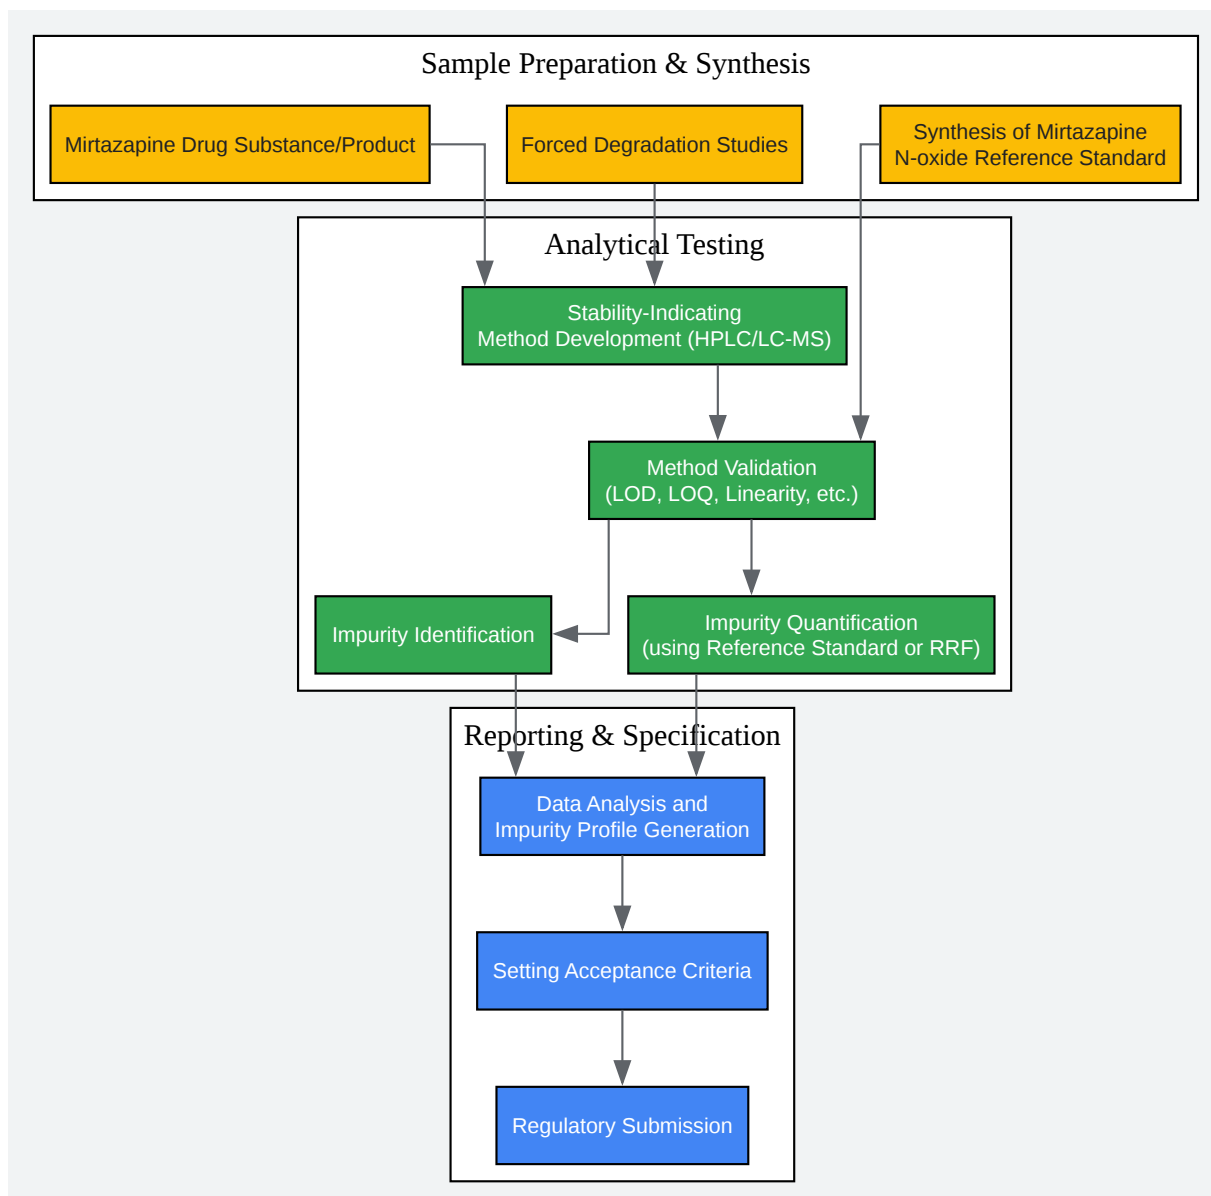 Sample Preparation & Synthesis
Mirtazapine Drug Substance/Product
Forced Degradation Studies
Synthesis of Mirtazapine
N-oxide Reference Standard
Analytical Testing
Stability-Indicating
Method Development (HPLC/LC-MS)
Method Validation
(LOD, LOQ, Linearity, etc.)
Impurity Identification
Impurity Quantification
(using Reference Standard or RRF)
Reporting & Specification
Data Analysis and
Impurity Profile Generation
Setting Acceptance Criteria
Regulatory Submission